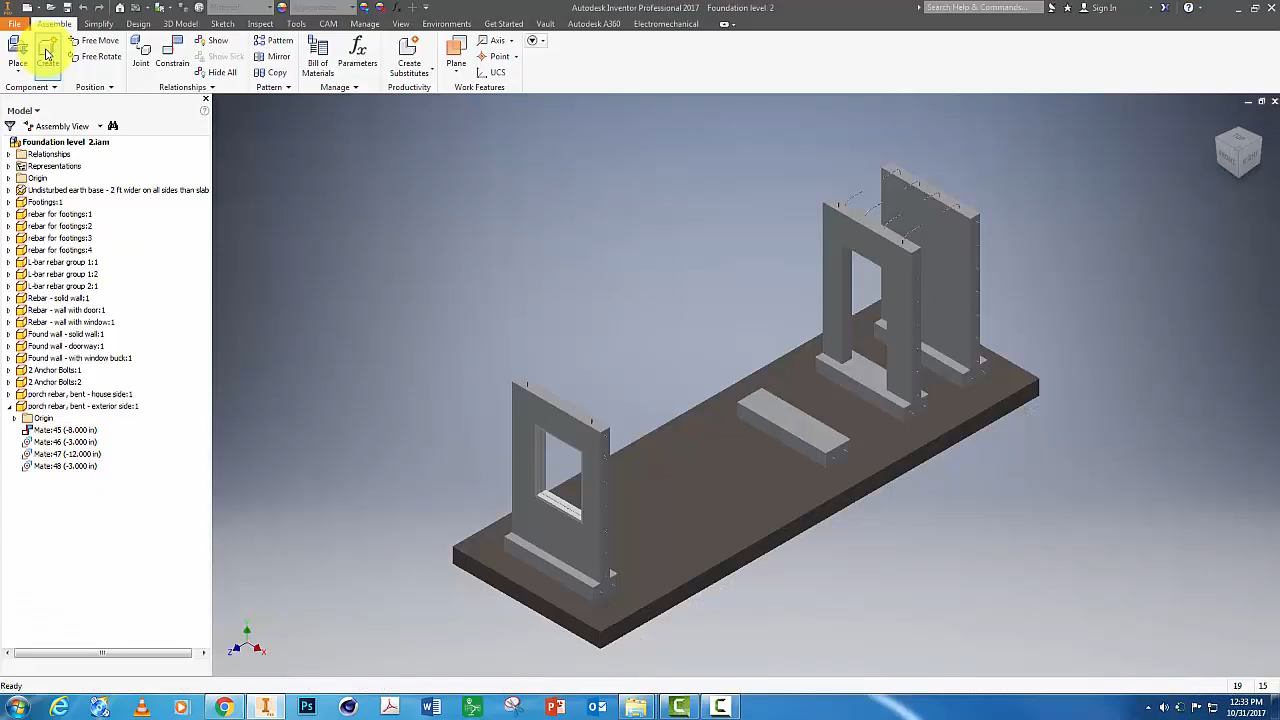 Autodesk Inventor Professional 2017 Foundation level_2
Search Help & Commands... Sign In
File Assemble Simplify Design 3D Model Sketch Inspect Tools CAM Manage View Environments Get Started Vault Autodesk A360 Electromechanical
Place Create Free Move Free Rotate Joint Constrain Show Show Sick Hide All Pattern Mirror Copy Bill of Materials Parameters Create Substitutes Plane Axis Point UCS
Component Position Relationships Pattern Manage Productivity Work Features
Model
Assembly View
Foundation level_2.iam
Relationships
Representations
Origin
Undisturbed earth base - 2 ft wider on all sides than slab
Footings:1
rebar for footings:1
rebar for footings:2
rebar for footings:3
rebar for footings:4
L-bar rebar group 1:1
L-bar rebar group 1:2
L-bar rebar group 2:1
Rebar - solid wall:1
Rebar - wall with door:1
Rebar - wall with window:1
Found wall - solid wall:1
Found wall - doorway:1
Found wall - with window buck:1
2 Anchor Bolts:1
2 Anchor Bolts:2
porch rebar, bent - house side:1
porch rebar, bent - exterior side:1
Origin
Mate:45 (-8.000 in)
Mate:46 (-3.000 in)
Mate:47 (-12.000 in)
Mate:48 (-3.000 in)
TOP
FRONT RIGHT
Y
Z X
Ready 19 15
12:33 PM
10/31/2017